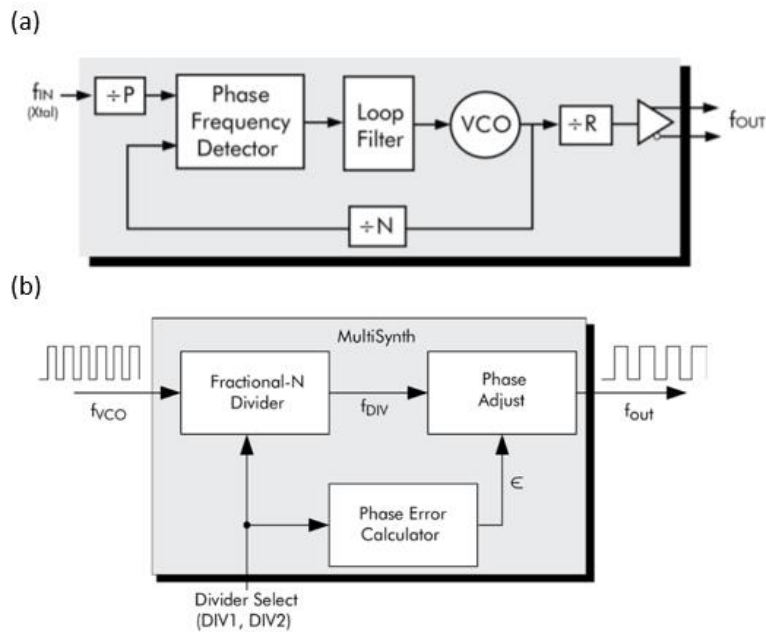 (a)
fIN
(Xtal)
÷P
Phase
Frequency
Detector
Loop
Filter
VCO
÷R
fOUT
÷N
(b)
MultiSynth
Fractional-N
Divider
fDIV
Phase
Adjust
fVCO
fout
Phase Error
Calculator
∈
Divider Select
(DIV1, DIV2)